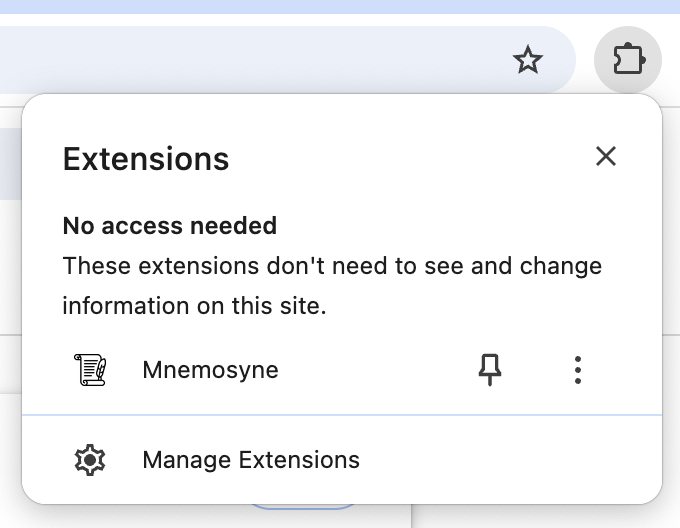 Extensions
No access needed
These extensions don't need to see and change
information on this site.
Mnemosyne
Manage Extensions